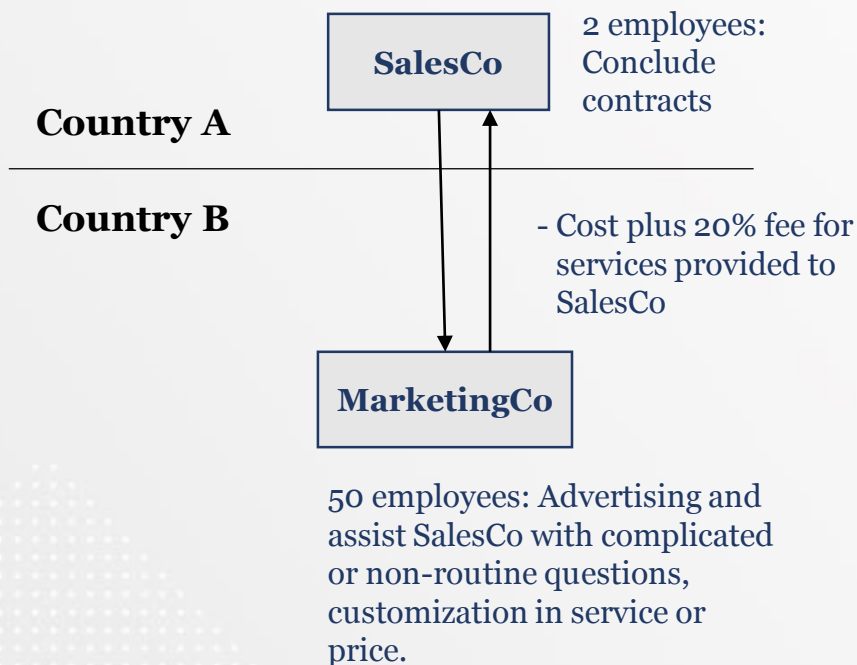 SalesCo
2 employees:
Conclude
contracts
Country A
Country B
- Cost plus 20% fee for
services provided to
SalesCo
MarketingCo
50 employees: Advertising and
assist SalesCo with complicated
or non-routine questions,
customization in service or
price.